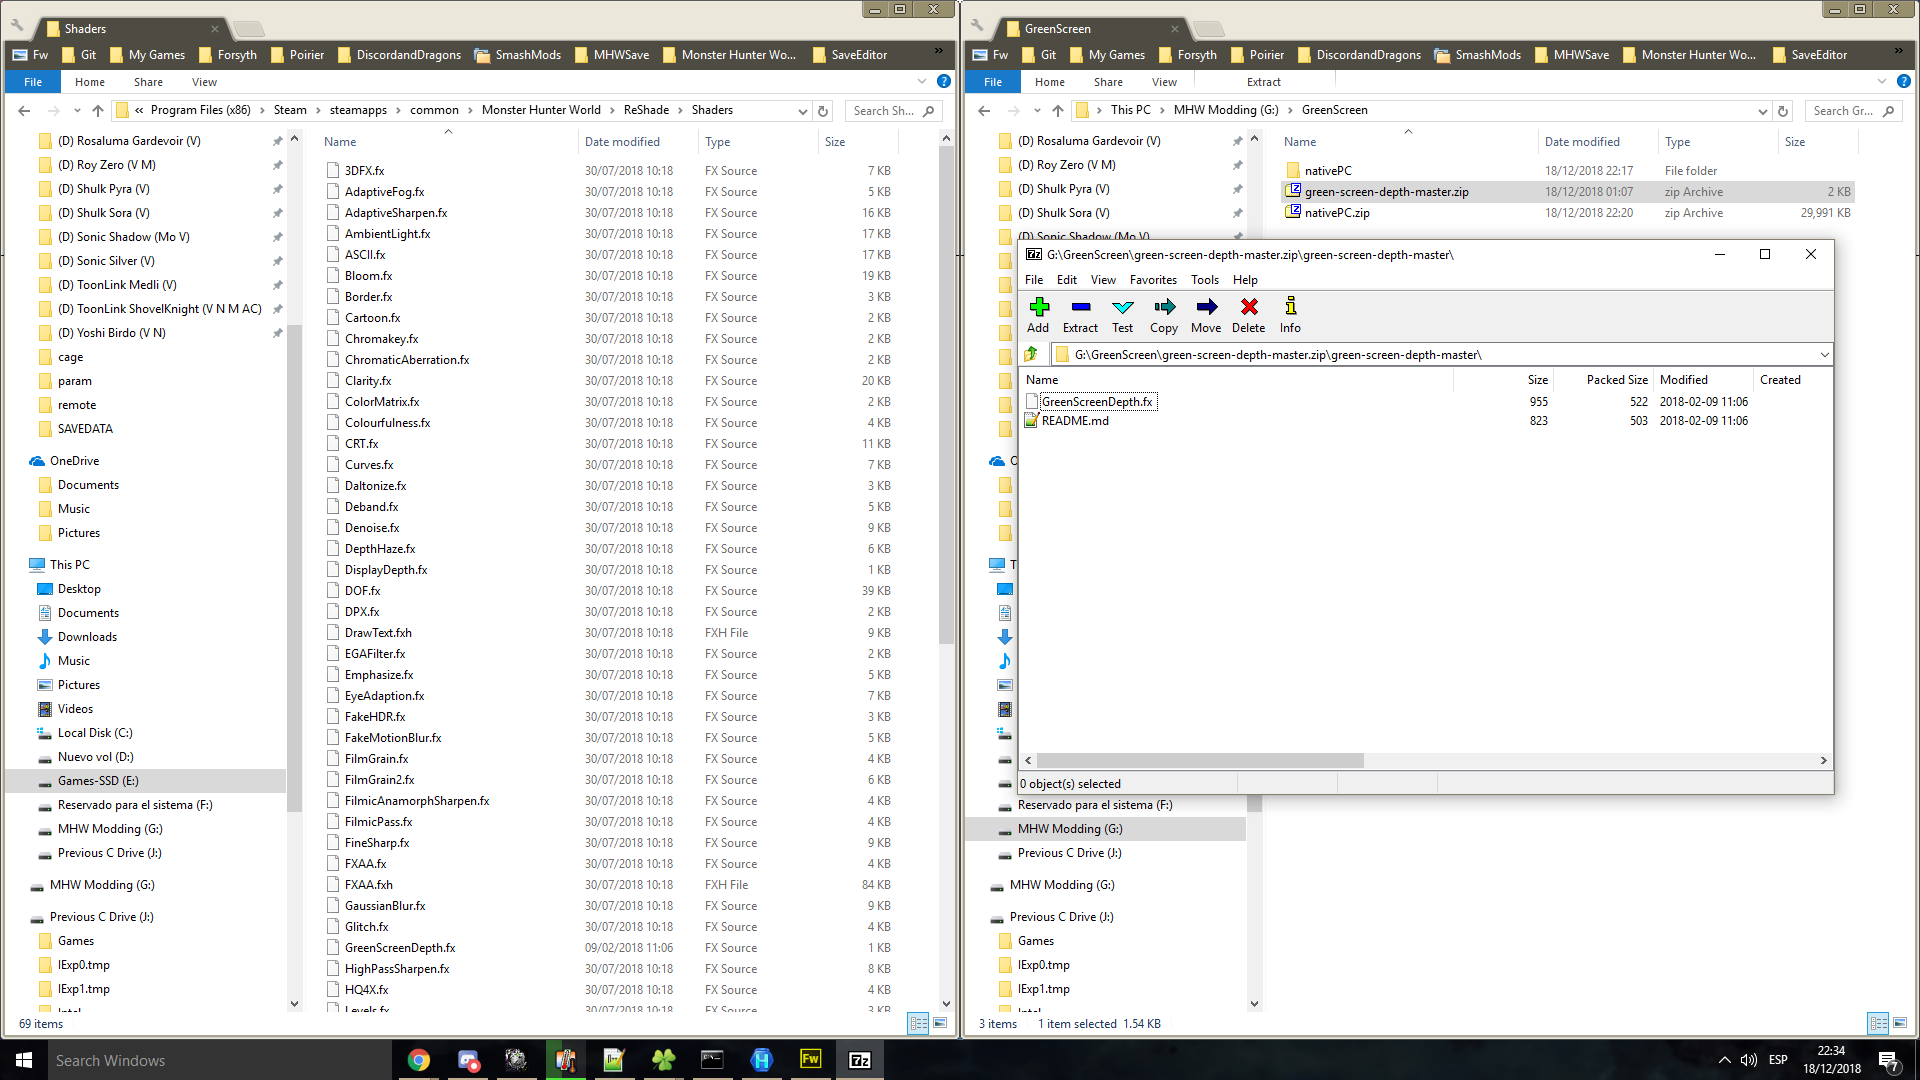 Shaders
Fw Git My Games Forsyth Poirier DiscordandDragons SmashMods MHWSave Monster Hunter Wo... SaveEditor »
File Home Share View
« Program Files (x86) > Steam > steamapps > common > Monster Hunter World > ReShade > Shaders
Search Sh...
(D) Rosaluma Gardevoir (V)
(D) Roy Zero (V M)
(D) Shulk Pyra (V)
(D) Shulk Sora (V)
(D) Sonic Shadow (Mo V)
(D) Sonic Silver (V)
(D) ToonLink Medli (V)
(D) ToonLink ShovelKnight (V N M AC)
(D) Yoshi Birdo (V N)
cage
param
remote
SAVEDATA
OneDrive
Documents
Music
Pictures
This PC
Desktop
Documents
Downloads
Music
Pictures
Videos
Local Disk (C:)
Nuevo vol (D:)
Games-SSD (E:)
Reservado para el sistema (F:)
MHW Modding (G:)
Previous C Drive (J:)
MHW Modding (G:)
Previous C Drive (J:)
Games
IExp0.tmp
IExp1.tmp
Intel
Name Date modified Type Size
3DFX.fx 30/07/2018 10:18 FX Source 7 KB
AdaptiveFog.fx 30/07/2018 10:18 FX Source 5 KB
AdaptiveSharpen.fx 30/07/2018 10:18 FX Source 16 KB
AmbientLight.fx 30/07/2018 10:18 FX Source 17 KB
ASCII.fx 30/07/2018 10:18 FX Source 17 KB
Bloom.fx 30/07/2018 10:18 FX Source 19 KB
Border.fx 30/07/2018 10:18 FX Source 3 KB
Cartoon.fx 30/07/2018 10:18 FX Source 2 KB
Chromakey.fx 30/07/2018 10:18 FX Source 2 KB
ChromaticAberration.fx 30/07/2018 10:18 FX Source 2 KB
Clarity.fx 30/07/2018 10:18 FX Source 20 KB
ColorMatrix.fx 30/07/2018 10:18 FX Source 2 KB
Colourfulness.fx 30/07/2018 10:18 FX Source 4 KB
CRT.fx 30/07/2018 10:18 FX Source 11 KB
Curves.fx 30/07/2018 10:18 FX Source 7 KB
Daltonize.fx 30/07/2018 10:18 FX Source 3 KB
Deband.fx 30/07/2018 10:18 FX Source 5 KB
Denoise.fx 30/07/2018 10:18 FX Source 9 KB
DepthHaze.fx 30/07/2018 10:18 FX Source 6 KB
DisplayDepth.fx 30/07/2018 10:18 FX Source 1 KB
DOF.fx 30/07/2018 10:18 FX Source 39 KB
DPX.fx 30/07/2018 10:18 FX Source 2 KB
DrawText.fxh 30/07/2018 10:18 FXH File 9 KB
EGAFilter.fx 30/07/2018 10:18 FX Source 2 KB
Emphasize.fx 30/07/2018 10:18 FX Source 5 KB
EyeAdaption.fx 30/07/2018 10:18 FX Source 7 KB
FakeHDR.fx 30/07/2018 10:18 FX Source 3 KB
FakeMotionBlur.fx 30/07/2018 10:18 FX Source 5 KB
FilmGrain.fx 30/07/2018 10:18 FX Source 4 KB
FilmGrain2.fx 30/07/2018 10:18 FX Source 6 KB
FilmicAnamorphSharpen.fx 30/07/2018 10:18 FX Source 4 KB
FilmicPass.fx 30/07/2018 10:18 FX Source 4 KB
FineSharp.fx 30/07/2018 10:18 FX Source 9 KB
FXAA.fx 30/07/2018 10:18 FX Source 4 KB
FXAA.fxh 30/07/2018 10:18 FXH File 84 KB
GaussianBlur.fx 30/07/2018 10:18 FX Source 9 KB
Glitch.fx 30/07/2018 10:18 FX Source 4 KB
GreenScreenDepth.fx 09/02/2018 11:06 FX Source 1 KB
HighPassSharpen.fx 30/07/2018 10:18 FX Source 8 KB
HQ4X.fx 30/07/2018 10:18 FX Source 4 KB
Levels.fx 30/07/2018 10:18 FX Source 3 KB
69 items
GreenScreen
Fw Git My Games Forsyth Poirier DiscordandDragons SmashMods MHWSave Monster Hunter Wo... SaveEditor »
File Home Share View Extract
> This PC > MHW Modding (G:) > GreenScreen
Search Gr...
(D) Rosaluma Gardevoir (V)
(D) Roy Zero (V M)
(D) Shulk Pyra (V)
(D) Shulk Sora (V)
(D) Sonic Shadow (Mo V)
O
T
Reservado para el sistema (F:)
MHW Modding (G:)
Previous C Drive (J:)
MHW Modding (G:)
Previous C Drive (J:)
Games
IExp0.tmp
IExp1.tmp
Intel
Name Date modified Type Size
nativePC 18/12/2018 22:17 File folder
green-screen-depth-master.zip 18/12/2018 01:07 zip Archive 2 KB
nativePC.zip 18/12/2018 22:20 zip Archive 29,991 KB
7z G:\GreenScreen\green-screen-depth-master.zip\green-screen-depth-master\
File Edit View Favorites Tools Help
Add Extract Test Copy Move Delete Info
G:\GreenScreen\green-screen-depth-master.zip\green-screen-depth-master\
Name Size Packed Size Modified Created
GreenScreenDepth.fx 955 522 2018-02-09 11:06
README.md 823 503 2018-02-09 11:06
0 object(s) selected
3 items 1 item selected 1.54 KB
Search Windows
Fw
7z
ESP
22:34
18/12/2018
7